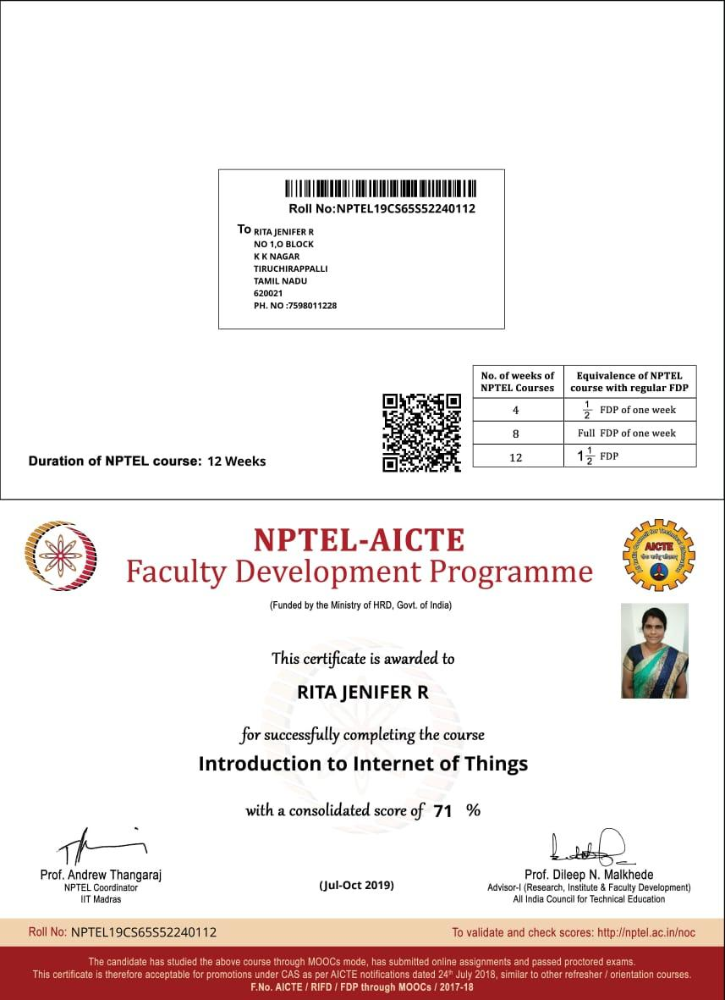 Roll No:NPTEL19CS65S52240112
To RITA JENIFER R
NO 1,O BLOCK
K K NAGAR
TIRUCHIRAPPALLI
TAMIL NADU
620021
PH. NO :7598011228
No. of weeks of NPTEL Courses | Equivalence of NPTEL course with regular FDP
4 | 1/2 FDP of one week
8 | Full FDP of one week
12 | 1 1/2 FDP
Duration of NPTEL course: 12 Weeks
NPTEL-AICTE
AICTE
Faculty Development Programme
(Funded by the Ministry of HRD, Govt. of India)
This certificate is awarded to
RITA JENIFER R
for successfully completing the course
Introduction to Internet of Things
with a consolidated score of 71 %
Prof. Andrew Thangaraj
NPTEL Coordinator
IIT Madras
(Jul-Oct 2019)
Prof. Dileep N. Malkhede
Advisor-I (Research, Institute & Faculty Development)
All India Council for Technical Education
Roll No: NPTEL19CS65S52240112
To validate and check scores: http://nptel.ac.in/noc
The candidate has studied the above course through MOOCs mode, has submitted online assignments and passed proctored exams.
This certificate is therefore acceptable for promotions under CAS as per AICTE notifications dated 24th July 2018, similar to other refresher / orientation courses.
F.No. AICTE / RIFD / FDP through MOOCs / 2017-18